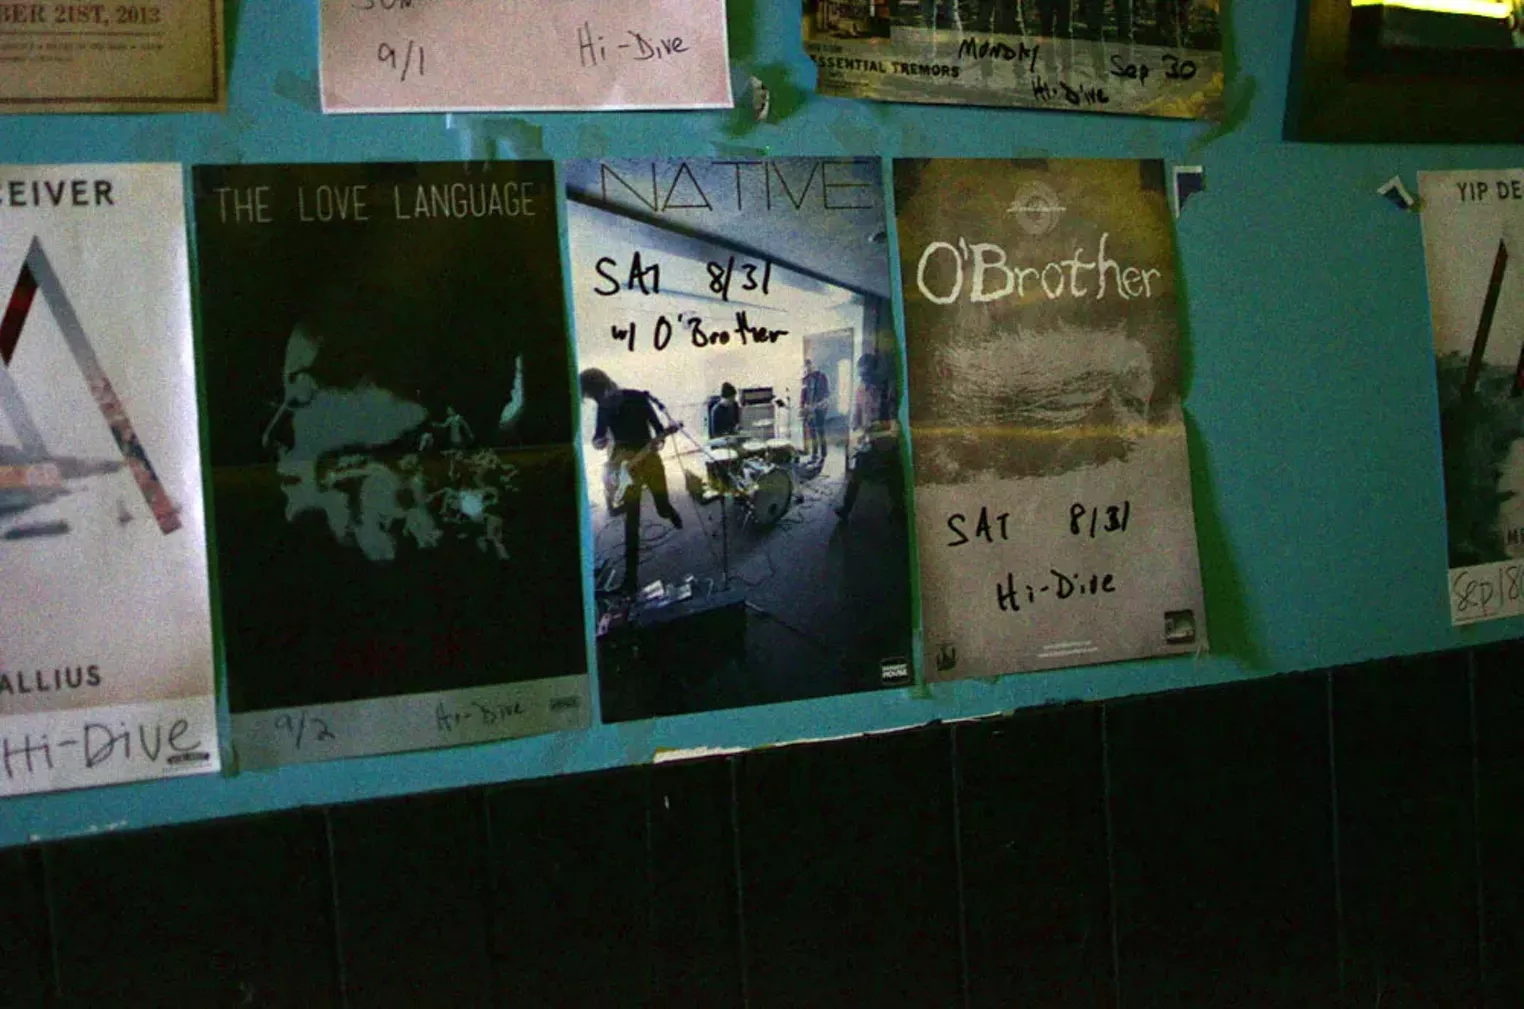 BER 21ST, 2013
SUN
9/1 Hi-Dive
ESSENTIAL TREMORS
MONDAY Sep 30
Hi-Dive
CEIVER
ALLIUS
Hi-Dive
THE LOVE LANGUAGE
9/2 Hi-Dive
NATIVE
SAT 8/31
w/ O'Brother
O'Brother
SAT 8/31
Hi-Dive
YIP DE
Sep 18